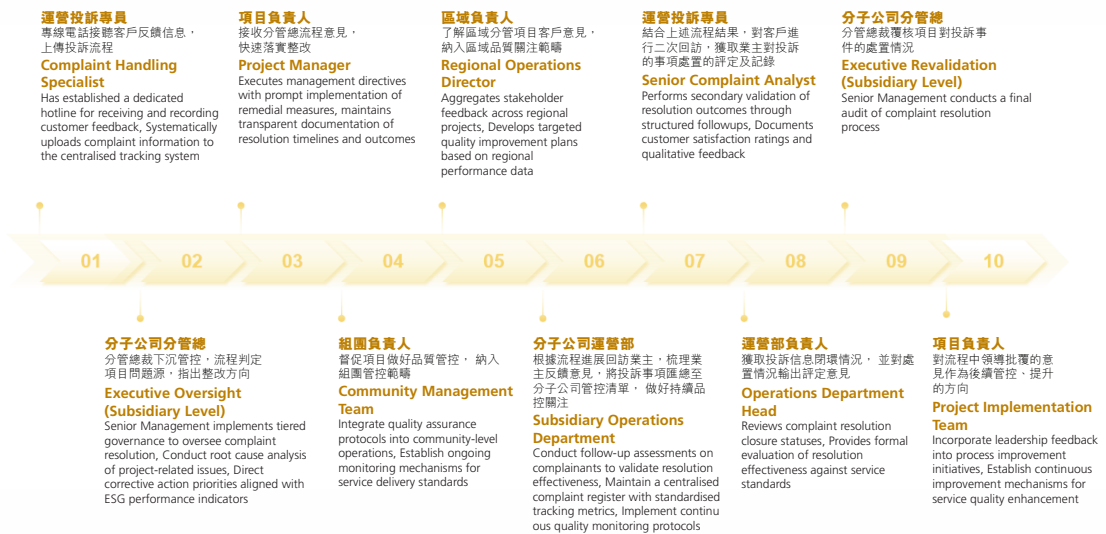 運營投訴專員
專線電話接聽客戶反饋信息，
上傳投訴流程
Complaint Handling
Specialist
Has established a dedicated
hotline for receiving and recording
customer feedback, Systematically
uploads complaint information to
the centralised tracking system
項目負責人
接收分管總流程意見，
快速落實整改
Project Manager
Executes management directives
with prompt implementation of
remedial measures, maintains
transparent documentation of
resolution timelines and outcomes
區域負責人
了解區域分管項目客戶意見，
納入區域品質關注範疇
Regional Operations
Director
Aggregates stakeholder
feedback across regional
projects, Develops targeted
quality improvement plans
based on regional
performance data
運營投訴專員
結合上述流程結果，對客戶進
行二次回訪，獲取業主對投訴
的事項處置的評定及記錄
Senior Complaint Analyst
Performs secondary validation of
resolution outcomes through
structured followups, Documents
customer satisfaction ratings and
qualitative feedback
分子公司分管總
分管總裁覆核項目對投訴事
件的處置情況
Executive Revalidation
(Subsidiary Level)
Senior Management conducts a final
audit of complaint resolution
process
01
02
03
04
05
06
07
08
09
10
分子公司分管總
分管總裁下沉管控，流程判定
項目問題源，指出整改方向
Executive Oversight
(Subsidiary Level)
Senior Management implements tiered
governance to oversee complaint
resolution, Conduct root cause analysis
of project-related issues, Direct
corrective action priorities aligned with
ESG performance indicators
組團負責人
督促項目做好品質管控， 納入
組團管控範疇
Community Management
Team
Integrate quality assurance
protocols into community-level
operations, Establish ongoing
monitoring mechanisms for
service delivery standards
分子公司運營部
根據流程進展回訪業主，梳理業
主反饋意見，將投訴事項匯總至
分子公司管控清單， 做好持續品
控關注
Subsidiary Operations
Department
Conduct follow-up assessments on
complainants to validate resolution
effectiveness, Maintain a centralised
complaint register with standardised
tracking metrics, Implement continu
ous quality monitoring protocols
運營部負責人
獲取投訴信息閉環情況， 並對處
置情況輸出評定意見
Operations Department
Head
Reviews complaint resolution
closure statuses, Provides formal
evaluation of resolution
effectiveness against service
standards
項目負責人
對流程中領導批覆的意
見作為後續管控、提升
的方向
Project Implementation
Team
Incorporate leadership feedback
into process improvement
initiatives, Establish continuous
improvement mechanisms for
service quality enhancement